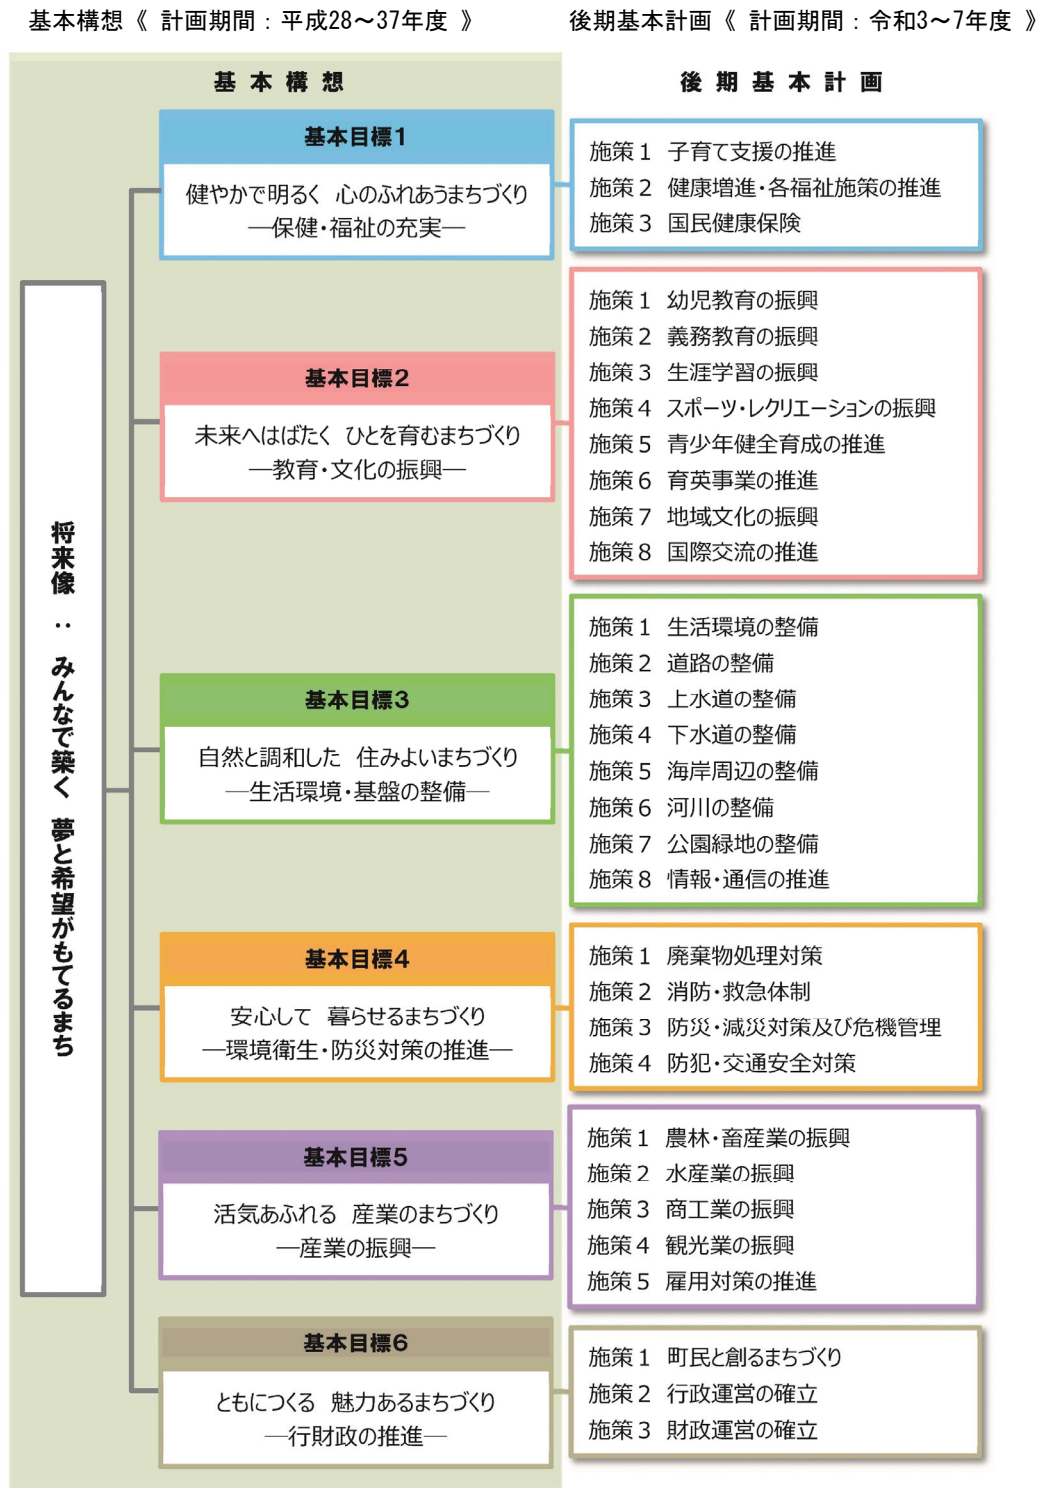 基本構想《 計画期間：平成28～37年度 》
後期基本計画《 計画期間：令和3～7年度 》
基本構想
後期基本計画
将来像：みんなで築く 夢と希望がもてるまち
基本目標1
健やかで明るく 心のふれあうまちづくり
―保健・福祉の充実―
施策1 子育て支援の推進
施策2 健康増進・各福祉施策の推進
施策3 国民健康保険
基本目標2
未来へはばたく ひとを育むまちづくり
―教育・文化の振興―
施策1 幼児教育の振興
施策2 義務教育の振興
施策3 生涯学習の振興
施策4 スポーツ・レクリエーションの振興
施策5 青少年健全育成の推進
施策6 育英事業の推進
施策7 地域文化の振興
施策8 国際交流の推進
基本目標3
自然と調和した 住みよいまちづくり
―生活環境・基盤の整備―
施策1 生活環境の整備
施策2 道路の整備
施策3 上水道の整備
施策4 下水道の整備
施策5 海岸周辺の整備
施策6 河川の整備
施策7 公園緑地の整備
施策8 情報・通信の推進
基本目標4
安心して 暮らせるまちづくり
―環境衛生・防災対策の推進―
施策1 廃棄物処理対策
施策2 消防・救急体制
施策3 防災・減災対策及び危機管理
施策4 防犯・交通安全対策
基本目標5
活気あふれる 産業のまちづくり
―産業の振興―
施策1 農林・畜産業の振興
施策2 水産業の振興
施策3 商工業の振興
施策4 観光業の振興
施策5 雇用対策の推進
基本目標6
ともにつくる 魅力あるまちづくり
―行財政の推進―
施策1 町民と創るまちづくり
施策2 行政運営の確立
施策3 財政運営の確立